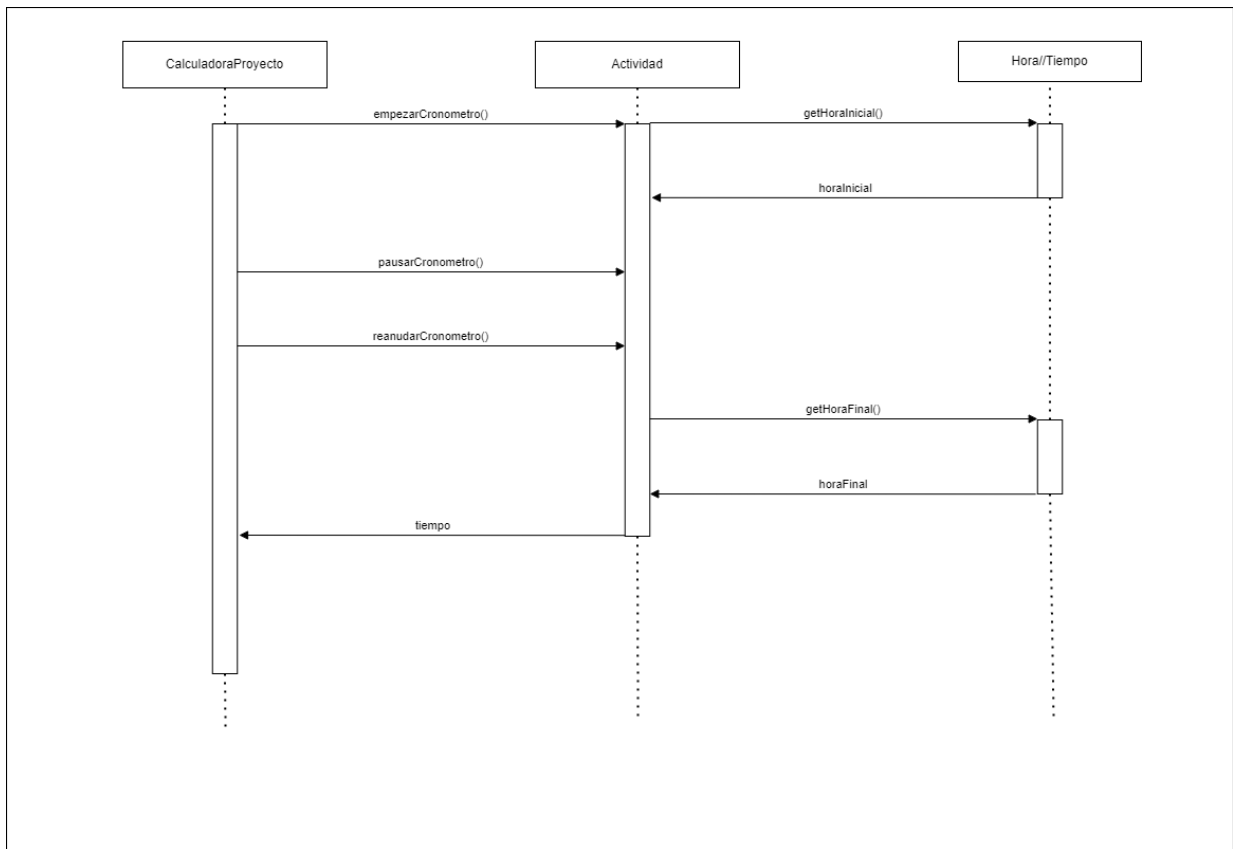 CalculadoraProyecto
Actividad
Hora//Tiempo
empezarCronometro()
getHoraInicial()
horaInicial
pausarCronometro()
reanudarCronometro()
getHoraFinal()
horaFinal
tiempo